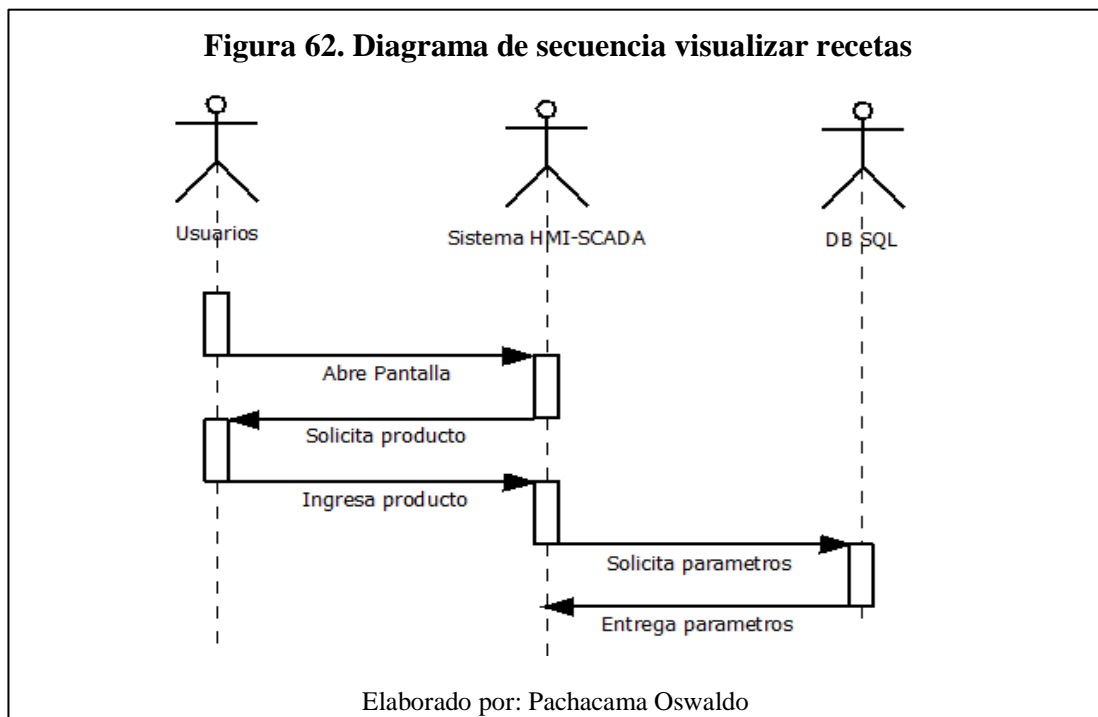 Figura 62. Diagrama de secuencia visualizar recetas
Usuarios
Sistema HMI-SCADA
DB SQL
Abre Pantalla
Solicita producto
Ingresa producto
Solicita parametros
Entrega parametros
Elaborado por: Pachacama Oswaldo